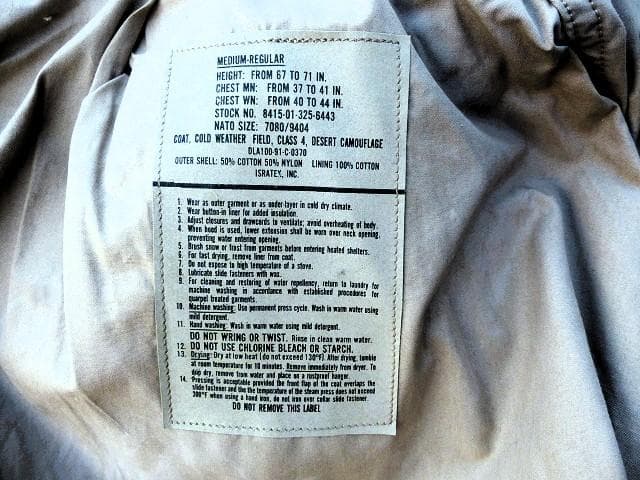 MEDIUM-REGULAR
HEIGHT: FROM 67 TO 71 IN.
CHEST MN: FROM 37 TO 41 IN.
CHEST WN: FROM 40 TO 44 IN.
STOCK NO. 8415-01-325-6443
NATO SIZE: 7080/9404
COAT, COLD WEATHER FIELD, CLASS 4, DESERT CAMOUFLAGE
DLA100-91-C-0370
OUTER SHELL: 50% COTTON 50% NYLON LINING 100% COTTON
ISRATEX, INC.
1. Wear as outer garment or as under-layer in cold dry climate.
2. Wear button-in liner for added insulation.
3. Adjust closures and drawcords to ventilate; avoid overheating of body.
4. When hood is used, lower extension shall be worn over neck opening,
preventing water entering opening.
5. Brush snow or frost from garments before entering heated shelters.
6. For fast drying, remove liner from coat.
7. Do not expose to high temperature of a stove.
8. Lubricate slide fasteners with wax.
9. For cleaning and restoring of water repellency, return to laundry for
machine washing in accordance with established procedures for
quarpel treated garments.
10. Machine washing: Use permanent press cycle. Wash in warm water using
mild detergent.
11. Hand washing: Wash in warm water using mild detergent.
DO NOT WRING OR TWIST. Rinse in clean warm water.
12. DO NOT USE CHLORINE BLEACH OR STARCH.
13. Drying: Dry at low heat (do not exceed 130°F). After drying, tumble
at room temperature for 10 minutes. Remove immediately from dryer. To
drip dry, remove from water and place on a rustproof hanger.
14. Pressing is acceptable provided the front flap of the coat overlaps the
slide fastener and the the temperature of the steam press does not exceed
300°F when using a hand iron, do not iron over collar slide fastener.
DO NOT REMOVE THIS LABEL